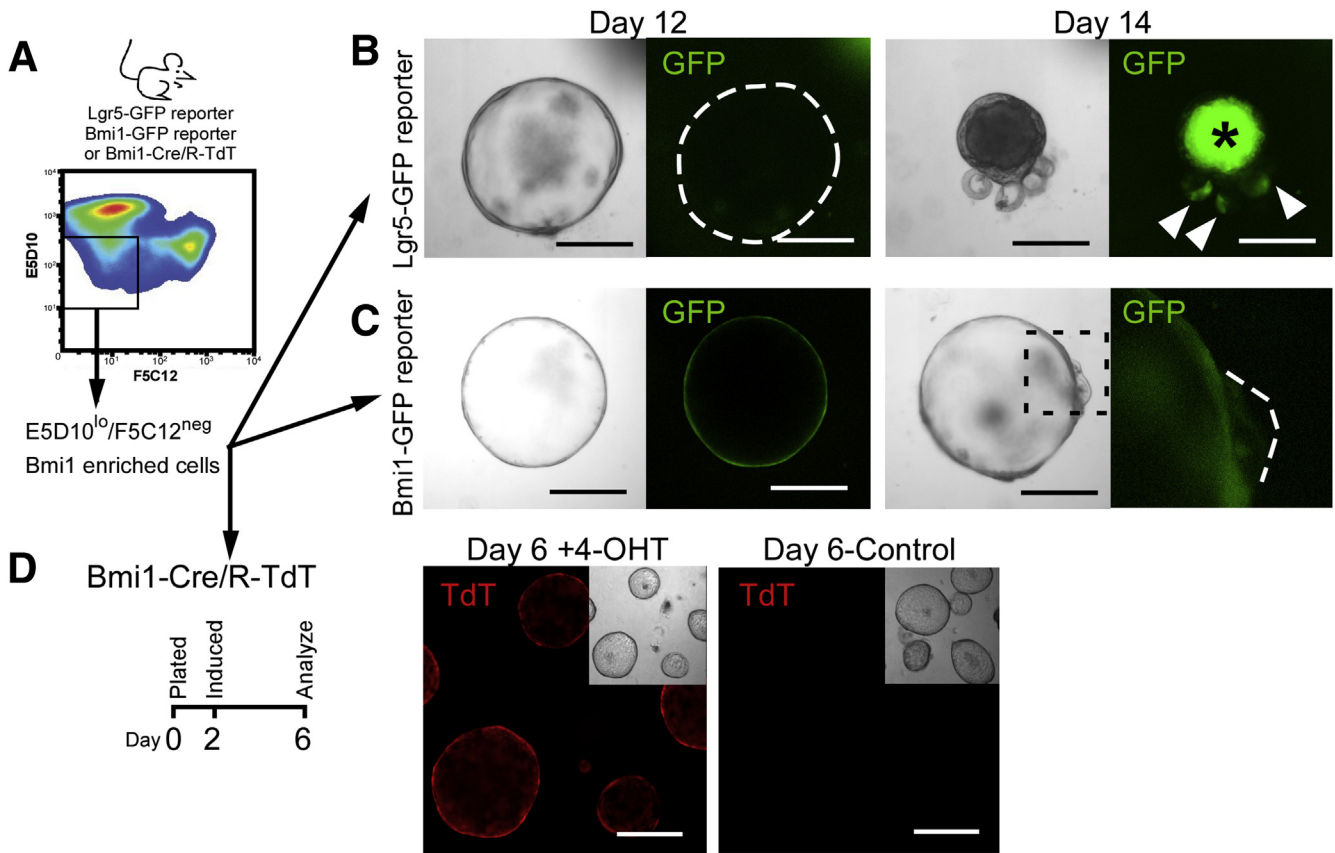 A
Lgr5-GFP reporter
Bmi1-GFP reporter
or Bmi1-Cre/R-TdT
10⁴
10³
10²
10¹
E5D10
0
10¹
10²
10³
10⁴
F5C12
E5D10lo/F5C12neg
Bmi1 enriched cells
B
Day 12
Day 14
Lgr5-GFP reporter
GFP
GFP
*
C
Bmi1-GFP reporter
GFP
GFP
D
Bmi1-Cre/R-TdT
Plated
Induced
Analyze
Day 0 2 6
Day 6 +4-OHT
Day 6-Control
TdT
TdT